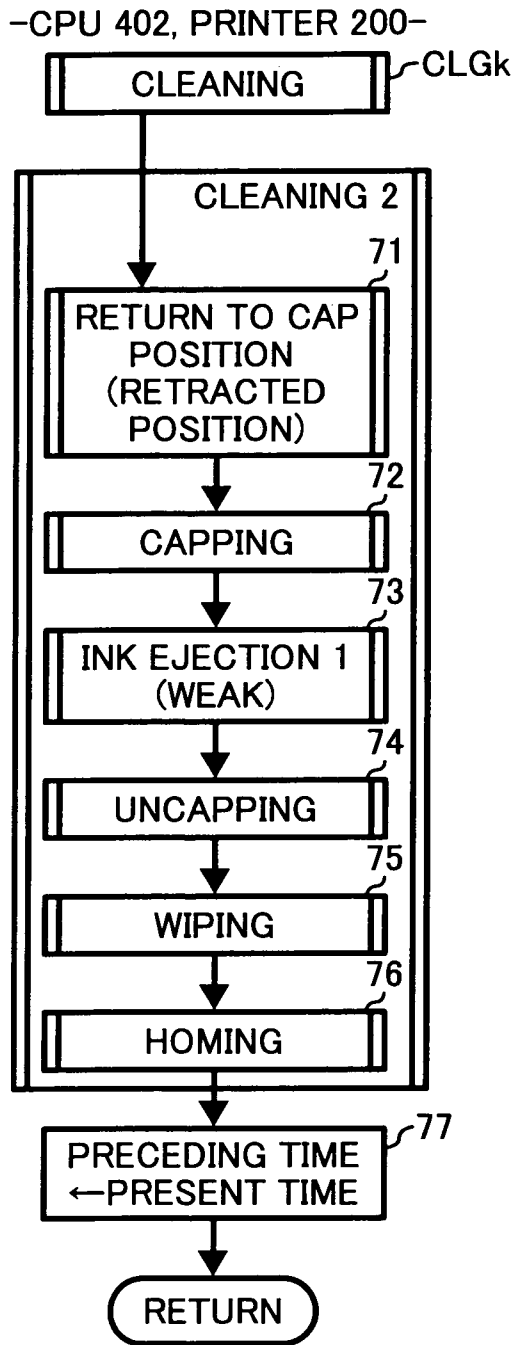 -CPU 402, PRINTER 200-
CLEANING
CLGk
CLEANING 2
71
RETURN TO CAP
POSITION
(RETRACTED
POSITION)
72
CAPPING
73
INK EJECTION 1
(WEAK)
74
UNCAPPING
75
WIPING
76
HOMING
77
PRECEDING TIME
←PRESENT TIME
RETURN